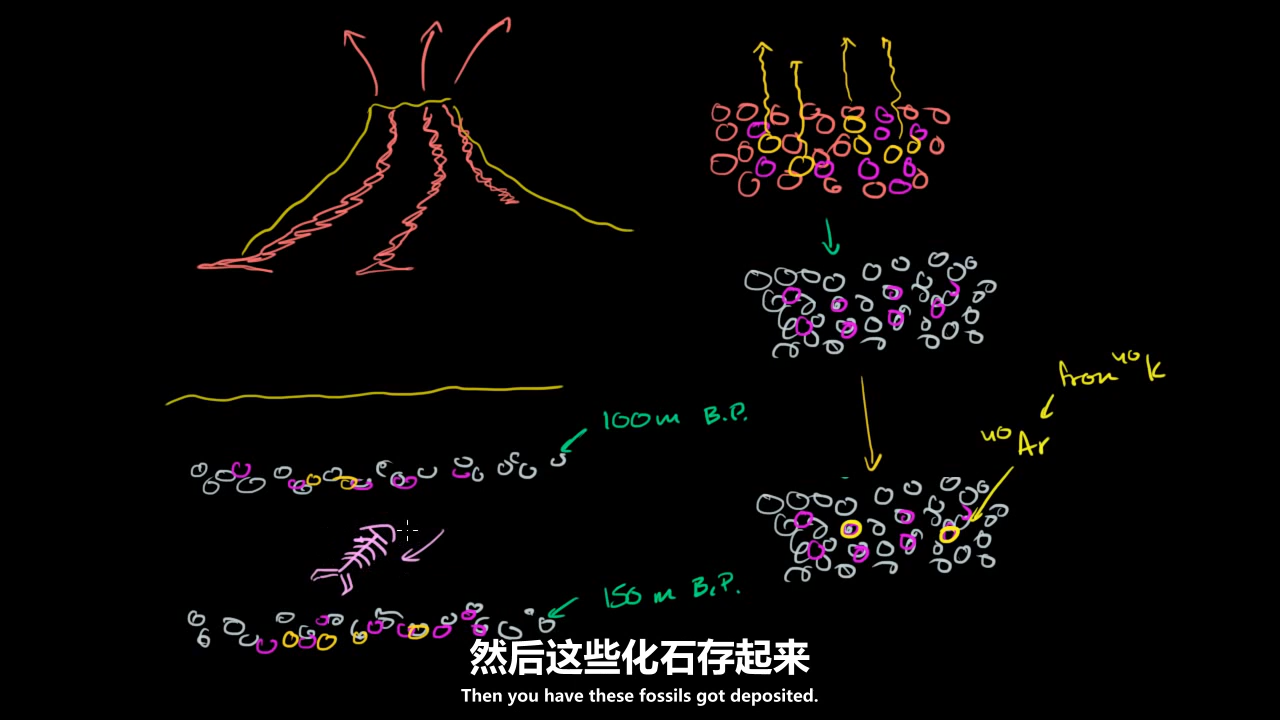 from ⁴⁰K
⁴⁰Ar
100m B.P.
150m B.P.
然后这些化石存起来
Then you have these fossils got deposited.